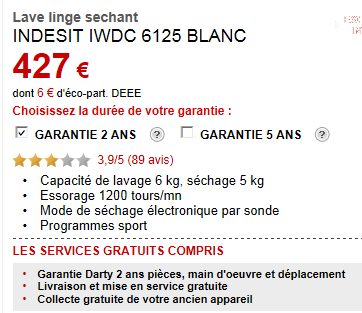 Lave linge sechant
INDESIT IWDC 6125 BLANC
427 €
dont 6 € d'éco-part. DEEE
Choisissez la durée de votre garantie :
GARANTIE 2 ANS ? GARANTIE 5 ANS ?
3,9/5 (89 avis)
• Capacité de lavage 6 kg, séchage 5 kg
• Essorage 1200 tours/mn
• Mode de séchage électronique par sonde
• Programmes sport
LES SERVICES GRATUITS COMPRIS
• Garantie Darty 2 ans pièces, main d'oeuvre et déplacement
• Livraison et mise en service gratuite
• Collecte gratuite de votre ancien appareil